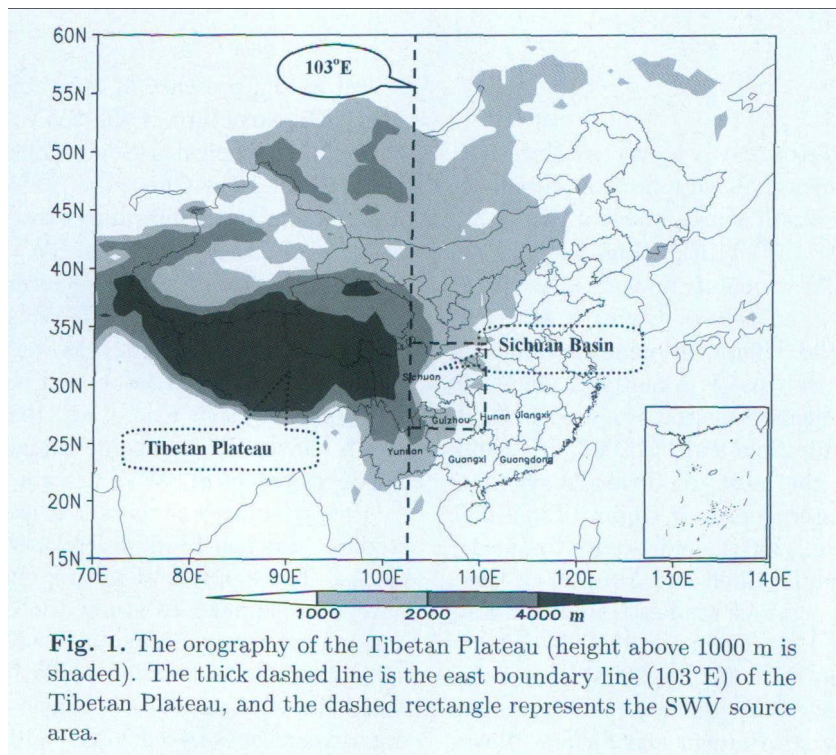 60N
103°E
55N
50N
45N
40N
35N
Sichuan Basin
Sichuan
30N
Guizhou
Hunan Jiangxi
25N
Tibetan Plateau
Yunnan
Guangxi Guangdong
20N
15N
70E 80E 90E 100E 110E 120E 130E 140E
1000 2000 4000 m
Fig. 1. The orography of the Tibetan Plateau (height above 1000 m is
shaded). The thick dashed line is the east boundary line (103°E) of the
Tibetan Plateau, and the dashed rectangle represents the SWV source
area.